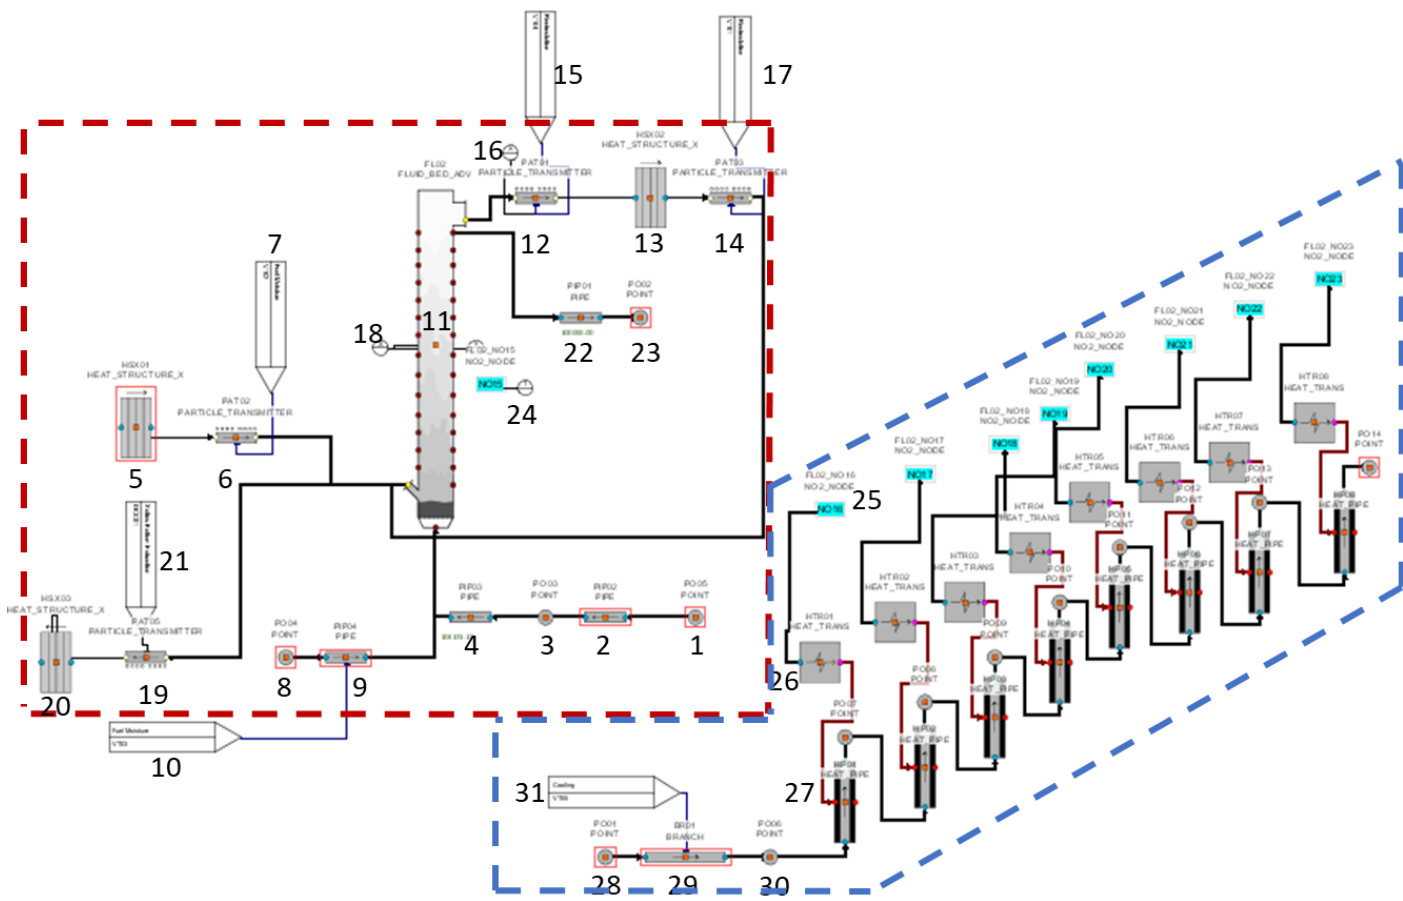 15
17
16
HSX02
HEAT_STRUCTURE_X
FL02
FLUID_BED_ADV
PAT01
PARTICLE_TRANSMITTER
PARTICLE_TRANSMITTER
12
13
14
7
PIP01
PIPE
PO02
POINT
22
23
11
18
FL02_NO15
NO2_NODE
NO15
24
HSX01
HEAT_STRUCTURE_X
PAT02
PARTICLE_TRANSMITTER
5
6
21
HSX03
HEAT_STRUCTURE_X
PAT05
PARTICLE_TRANSMITTER
20
19
PO04
POINT
PIP04
PIPE
8
9
PIP03
PIPE
PO03
POINT
PIP02
PIPE
PO05
POINT
4
3
2
1
Fuel Moisture
VT03
10
FL02_NO23
NO2_NODE
NO23
FL02_NO22
NO2_NODE
NO22
FL02_NO21
NO2_NODE
NO21
FL02_NO20
NO2_NODE
NO20
FL02_NO19
NO2_NODE
NO19
FL02_NO18
NO2_NODE
NO18
FL02_NO17
NO2_NODE
NO17
FL02_NO16
NO2_NODE
NO16
25
HTR08
HEAT_TRANS
HTR07
HEAT_TRANS
HTR06
HEAT_TRANS
HTR05
HEAT_TRANS
HTR04
HEAT_TRANS
HTR03
HEAT_TRANS
HTR02
HEAT_TRANS
HTR01
HEAT_TRANS
26
PO14
POINT
PO13
POINT
PO12
POINT
PO11
POINT
PO10
POINT
PO09
POINT
PO08
POINT
PO07
POINT
HP08
HEAT_PIPE
HP07
HEAT_PIPE
HP06
HEAT_PIPE
HP05
HEAT_PIPE
HP04
HEAT_PIPE
HP03
HEAT_PIPE
HP02
HEAT_PIPE
HP01
HEAT_PIPE
27
31
Cooling
PO01
POINT
BR01
BRANCH
PO06
POINT
28
29
30